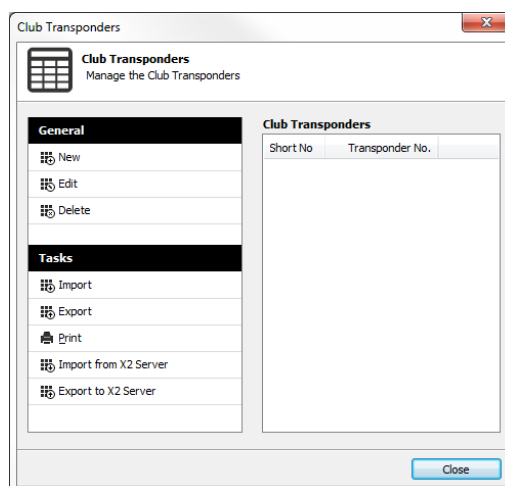 Club Transponders
Club Transponders
Manage the Club Transponders
General
New
Edit
Delete
Tasks
Import
Export
Print
Import from X2 Server
Export to X2 Server
Club Transponders
Short No Transponder No.
Close